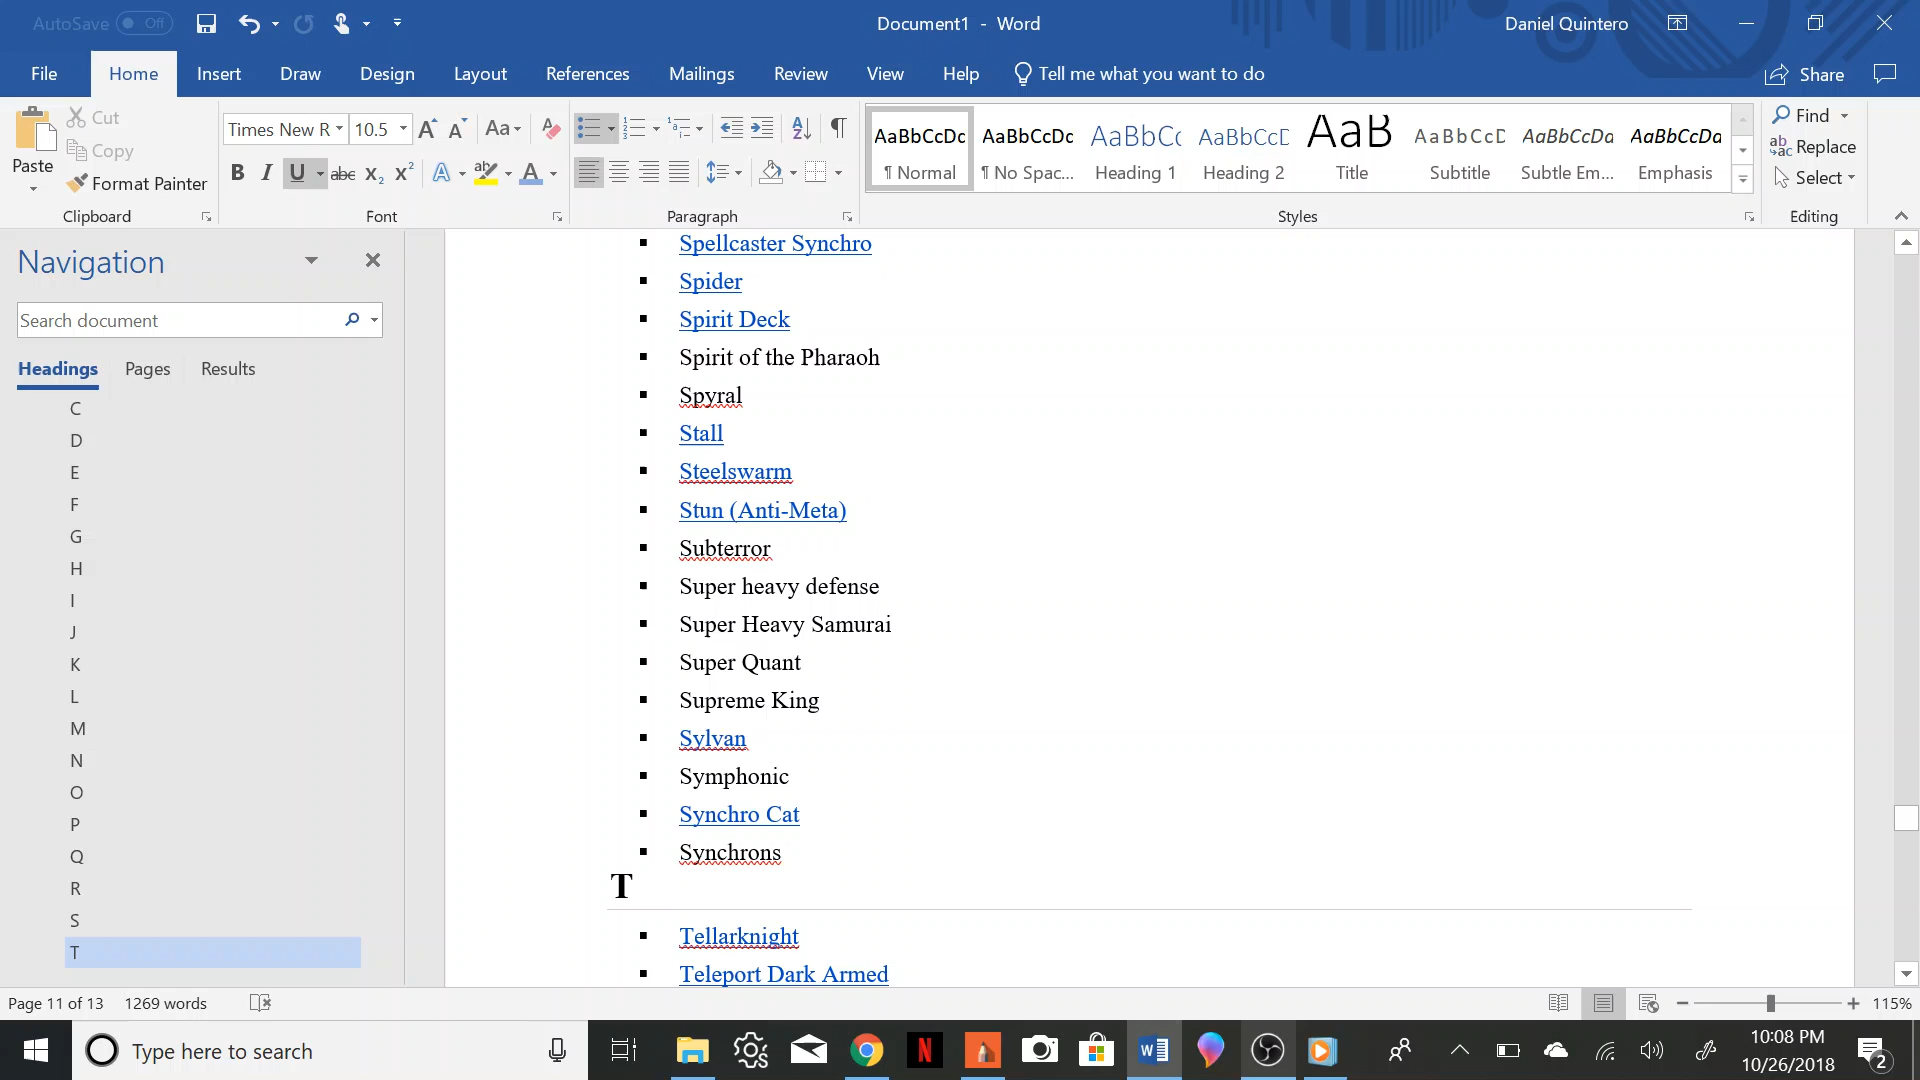 AutoSave Off
Document1 - Word
Daniel Quintero
File Home Insert Draw Design Layout References Mailings Review View Help Tell me what you want to do
Share
Paste
Cut
Copy
Format Painter
Clipboard
Times New R 10.5
Aa
B I U abc X₂ X²
Font
Paragraph
AaBbCcDc AaBbCcDc AaBbCc AaBbCcD AaB AaBbCcD AaBbCcDa AaBbCcDa
¶ Normal ¶ No Spac... Heading 1 Heading 2 Title Subtitle Subtle Em... Emphasis
Styles
Find
Replace
Select
Editing
Navigation
Search document
Headings Pages Results
C
D
E
F
G
H
I
J
K
L
M
N
O
P
Q
R
S
T
Spellcaster Synchro
Spider
Spirit Deck
Spirit of the Pharaoh
Spyral
Stall
Steelswarm
Stun (Anti-Meta)
Subterror
Super heavy defense
Super Heavy Samurai
Super Quant
Supreme King
Sylvan
Symphonic
Synchro Cat
Synchrons
T
Tellarknight
Teleport Dark Armed
Page 11 of 13 1269 words
115%
Type here to search
10:08 PM
10/26/2018
2